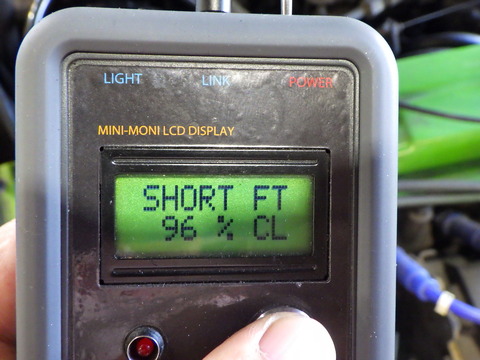 LIGHT LINK POWER
MINI-MONI LCD DISPLAY
SHORT FT
96 % CL